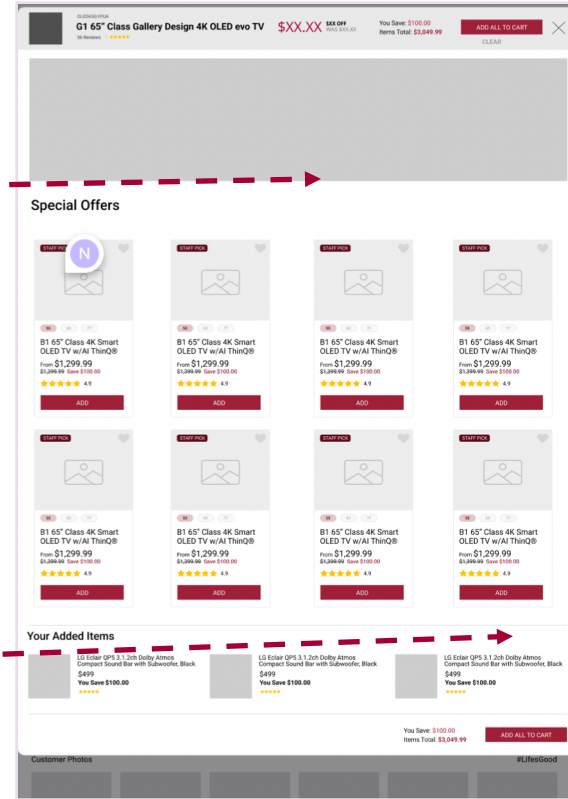 OLED65G1PUA
G1 65" Class Gallery Design 4K OLED evo TV
56 Reviews
$XX.XX
$XX OFF
WAS $XX.XX
You Save: $100.00
Items Total: $3,049.99
ADD ALL TO CART
CLEAR
Special Offers
STAFF PICK
N
B1 65" Class 4K Smart
OLED TV w/AI ThinQ®
From $1,299.99
$1,399.99 Save $100.00
4.9
ADD
STAFF PICK
B1 65" Class 4K Smart
OLED TV w/AI ThinQ®
From $1,299.99
$1,399.99 Save $100.00
4.9
ADD
STAFF PICK
B1 65" Class 4K Smart
OLED TV w/AI ThinQ®
From $1,299.99
$1,399.99 Save $100.00
4.9
ADD
STAFF PICK
B1 65" Class 4K Smart
OLED TV w/AI ThinQ®
From $1,299.99
$1,399.99 Save $100.00
4.9
ADD
STAFF PICK
B1 65" Class 4K Smart
OLED TV w/AI ThinQ®
From $1,299.99
$1,399.99 Save $100.00
4.9
ADD
STAFF PICK
B1 65" Class 4K Smart
OLED TV w/AI ThinQ®
From $1,299.99
$1,399.99 Save $100.00
4.9
ADD
STAFF PICK
B1 65" Class 4K Smart
OLED TV w/AI ThinQ®
From $1,299.99
$1,399.99 Save $100.00
4.9
ADD
STAFF PICK
B1 65" Class 4K Smart
OLED TV w/AI ThinQ®
From $1,299.99
$1,399.99 Save $100.00
4.9
ADD
Your Added Items
LG Eclair QP5 3.1.2ch Dolby Atmos
Compact Sound Bar with Subwoofer, Black
$499
You Save $100.00
LG Eclair QP5 3.1.2ch Dolby Atmos
Compact Sound Bar with Subwoofer, Black
$499
You Save $100.00
LG Eclair QP5 3.1.2ch Dolby Atmos
Compact Sound Bar with Subwoofer, Black
$499
You Save $100.00
You Save: $100.00
Items Total: $3,049.99
ADD ALL TO CART
Customer Photos
#LifesGood